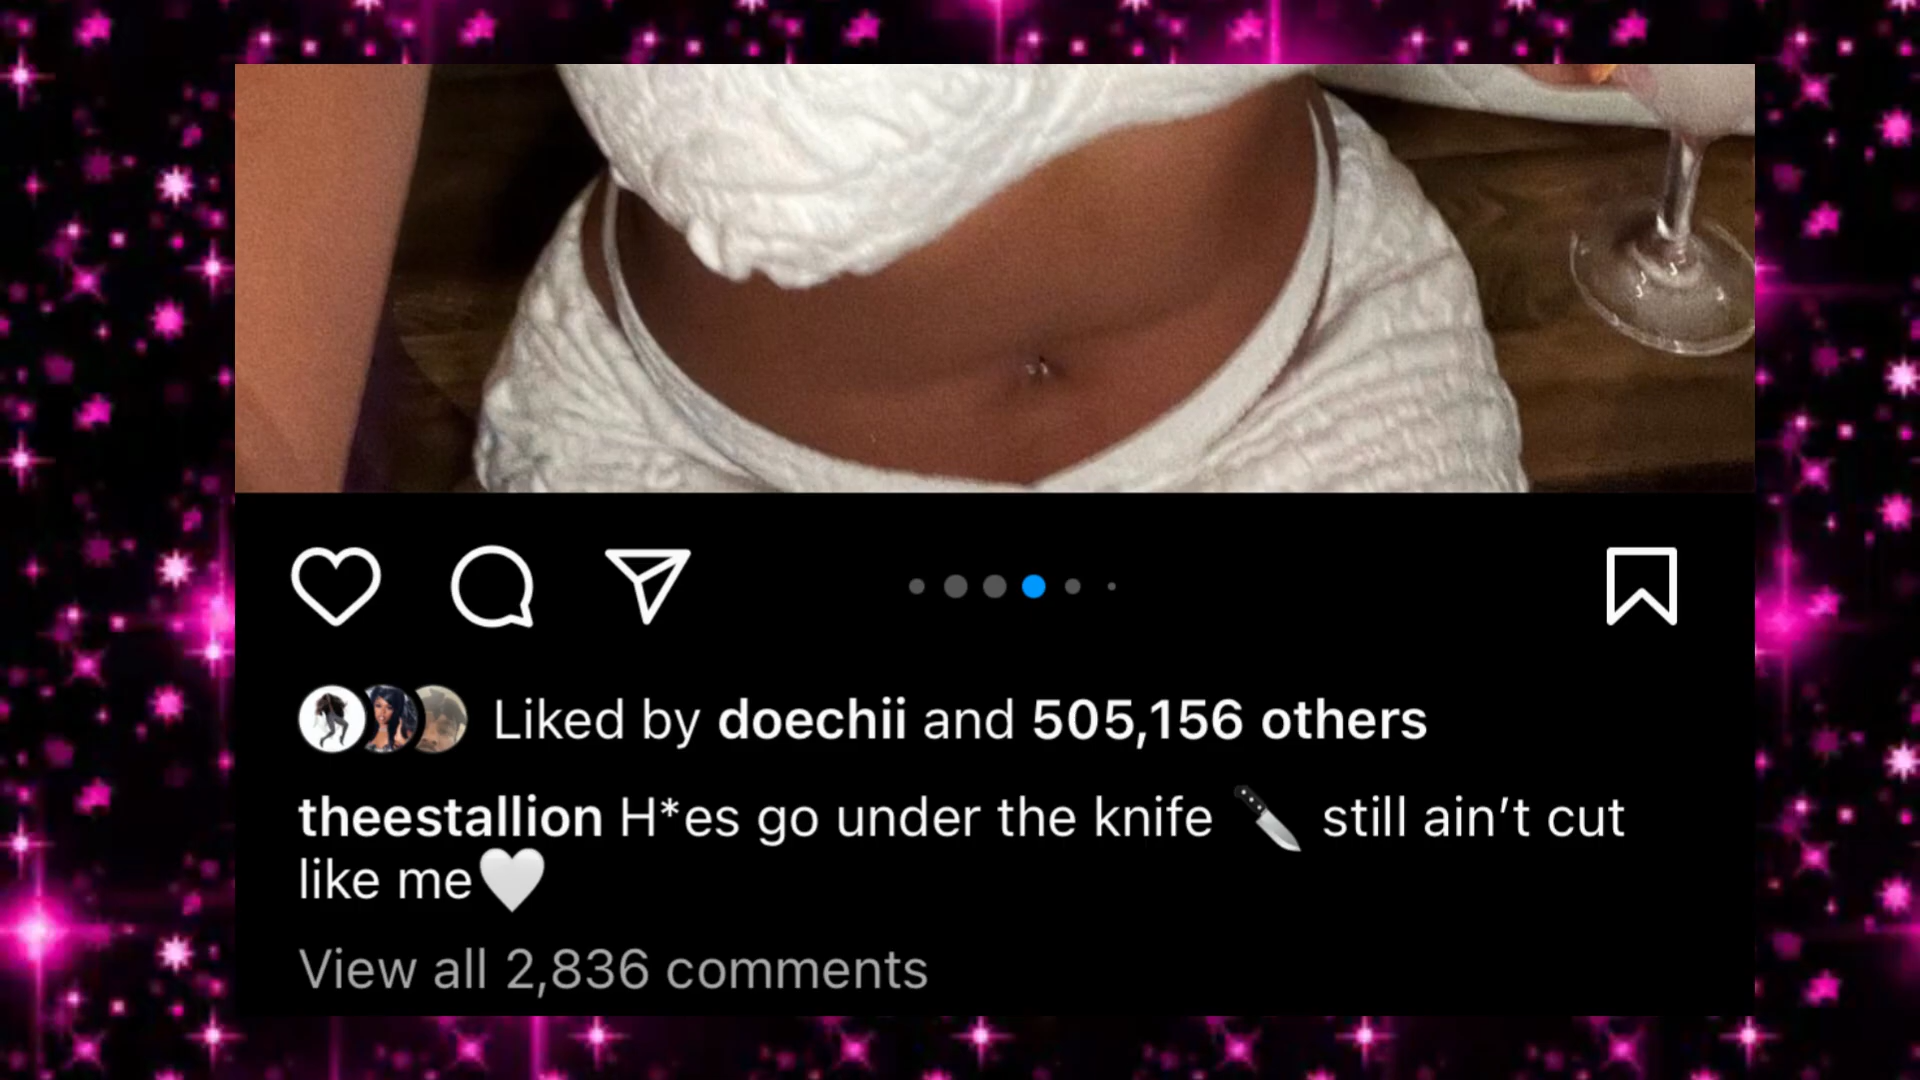 Liked by doechii and 505,156 others
theestallion H*es go under the knife 🔪 still ain’t cut
like me🤍
View all 2,836 comments